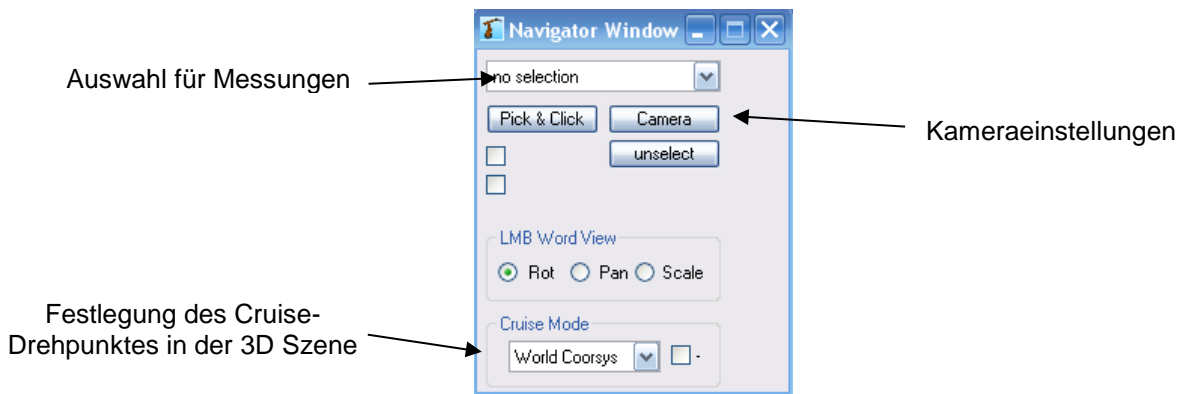 Navigator Window
Auswahl für Messungen
no selection
Pick & Click
Camera
Kameraeinstellungen
unselect
LMB Word View
Rot
Pan
Scale
Festlegung des Cruise-
Drehpunktes in der 3D Szene
Cruise Mode
World Coorsys
-